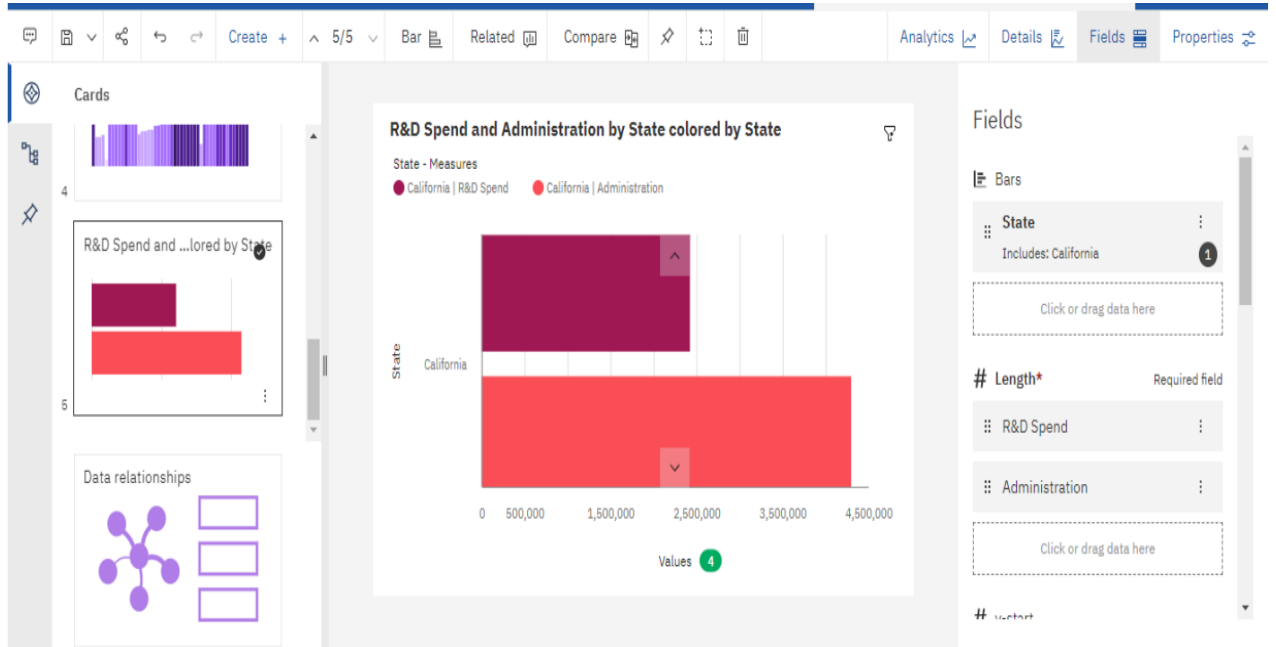 Create + 5/5 Bar Related Compare Analytics Details Fields Properties
Cards
4
R&D Spend and ...lored by State
5
Data relationships
R&D Spend and Administration by State colored by State
State - Measures
California | R&D Spend California | Administration
State
California
0 500,000 1,500,000 2,500,000 3,500,000 4,500,000
Values 4
Fields
Bars
State
Includes: California 1
Click or drag data here
# Length* Required field
R&D Spend
Administration
Click or drag data here
#